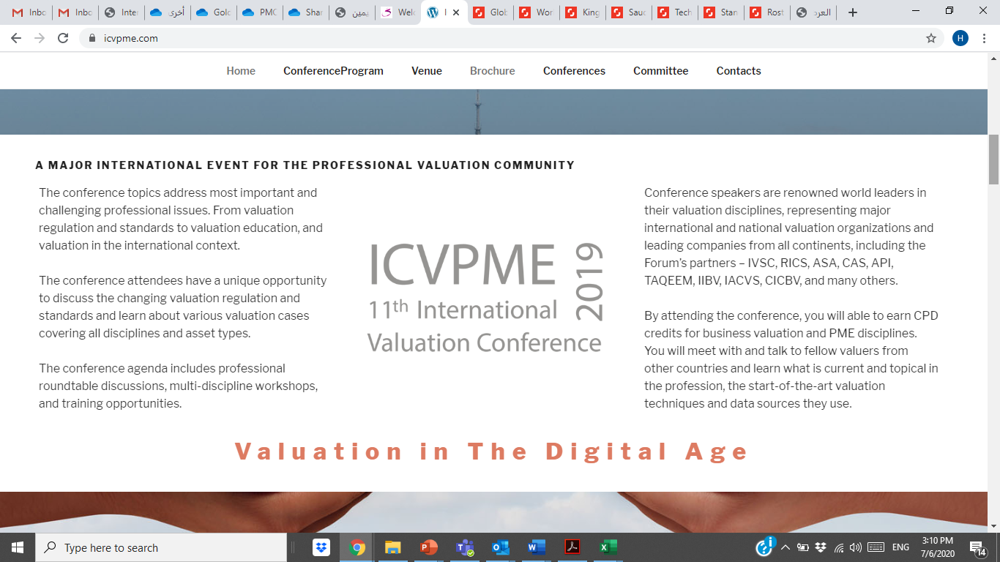 Inbo
Inbo
Inter
أخرى
Golc
PMC
Shar
يمين
Welc
Glob
Wor
King
Sauc
Tech
Stan
Rost
العرد
icvpme.com
H
Home
ConferenceProgram
Venue
Brochure
Conferences
Committee
Contacts
A MAJOR INTERNATIONAL EVENT FOR THE PROFESSIONAL VALUATION COMMUNITY
The conference topics address most important and
challenging professional issues. From valuation
regulation and standards to valuation education, and
valuation in the international context.
The conference attendees have a unique opportunity
to discuss the changing valuation regulation and
standards and learn about various valuation cases
covering all disciplines and asset types.
The conference agenda includes professional
roundtable discussions, multi-discipline workshops,
and training opportunities.
ICVPME
2019
11th International
Valuation Conference
Conference speakers are renowned world leaders in
their valuation disciplines, representing major
international and national valuation organizations and
leading companies from all continents, including the
Forum's partners – IVSC, RICS, ASA, CAS, API,
TAQEEM, IIBV, IACVS, CICBV, and many others.
By attending the conference, you will able to earn CPD
credits for business valuation and PME disciplines.
You will meet with and talk to fellow valuers from
other countries and learn what is current and topical in
the profession, the start-of-the-art valuation
techniques and data sources they use.
Valuation in The Digital Age
Type here to search
ENG
3:10 PM
7/6/2020
14